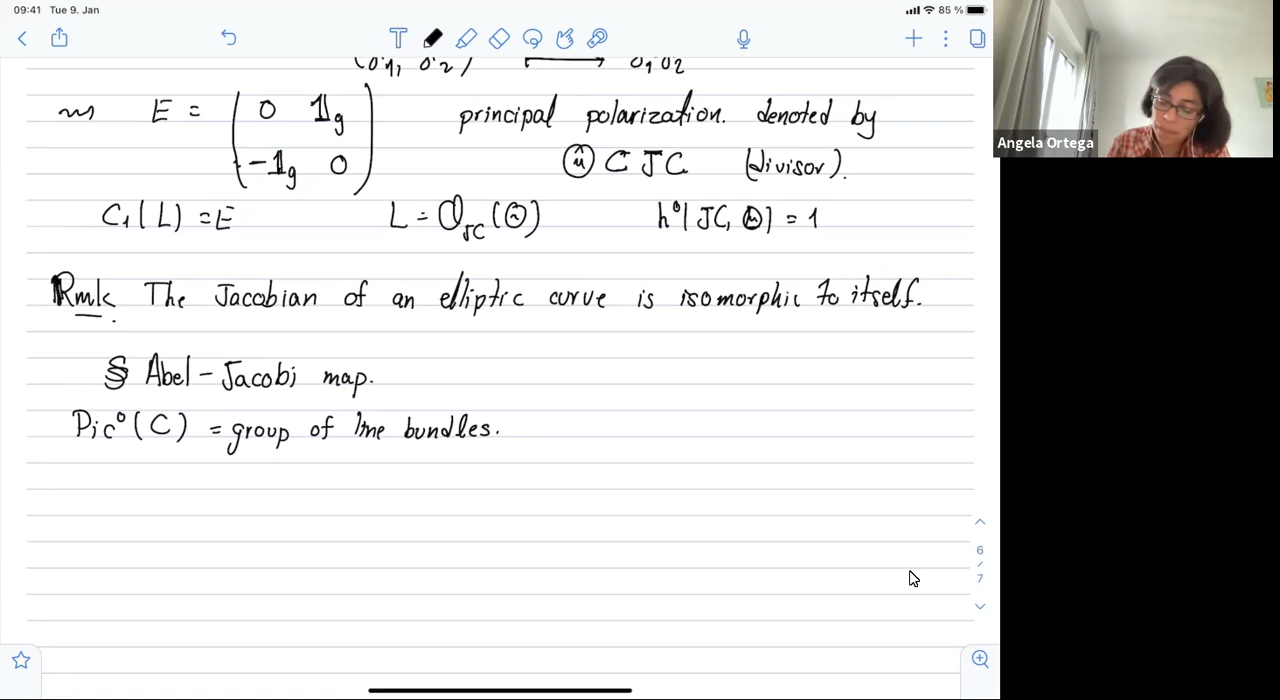 09:41 Tue 9. Jan 85 %
Angela Ortega
E = ( 0 1g principal polarization. denoted by
-1g 0 ) Θ ⊂ JC (divisor).
C1(L) = E L = O_JC(Θ) h⁰(JC, Θ) = 1
Rmk. The Jacobian of an elliptic curve is isomorphic to itself.
§ Abel-Jacobi map.
Pic⁰(C) = group of line bundles.
6
/
7